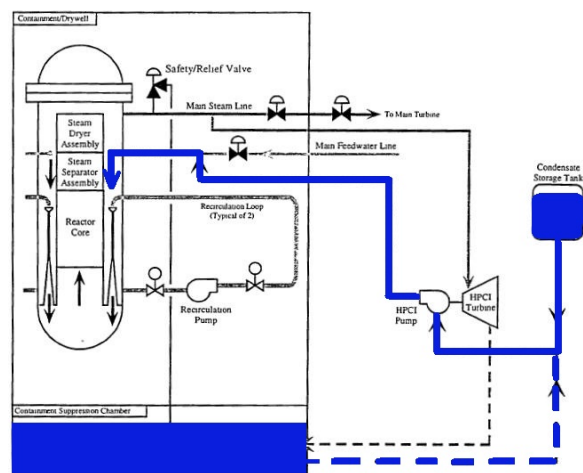 Containment/Drywell
Safety/Relief Valve
Main Steam Line
To Main Turbine
Steam
Dryer
Assembly
Steam
Separator
Assembly
Main Feedwater Line
Condensate
Storage Tank
Recirculation Loop
(Typical of 2)
Reactor
Core
HPCI
Pump
HPCI
Turbine
Recirculation
Pump
Containment Suppression Chamber